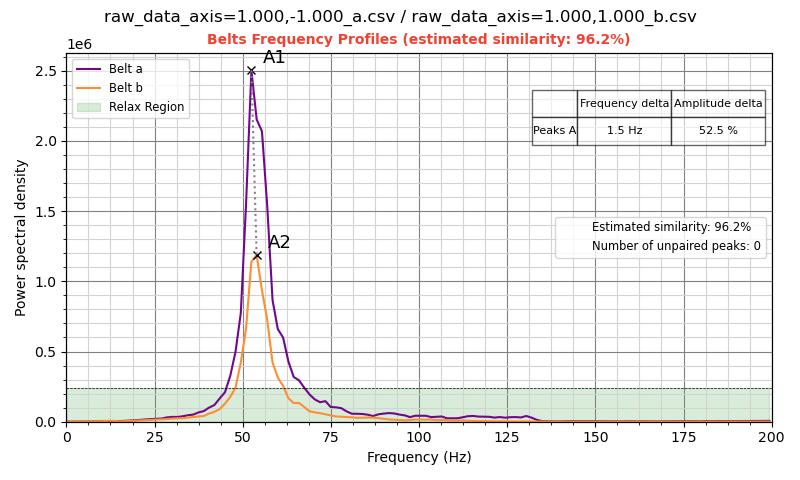 raw_data_axis=1.000,-1.000_a.csv / raw_data_axis=1.000,1.000_b.csv
Belts Frequency Profiles (estimated similarity: 96.2%)
1e6
A1
Belt a
Belt b
Relax Region
Frequency delta Amplitude delta
Peaks A 1.5 Hz 52.5 %
A2
Estimated similarity: 96.2%
Number of unpaired peaks: 0
Power spectral density
2.5
2.0
1.5
1.0
0.5
0.0
0 25 50 75 100 125 150 175 200
Frequency (Hz)